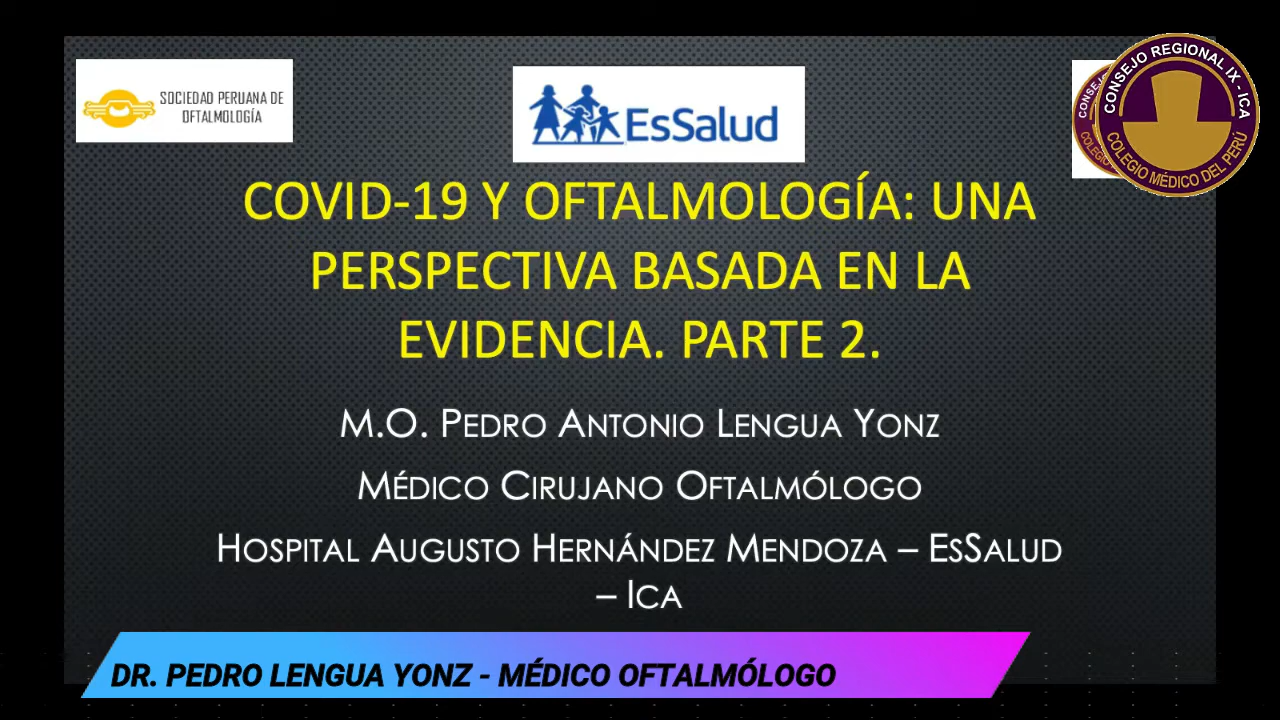 SOCIEDAD PERUANA DE
OFTALMOLOGÍA
EsSalud
CONSEJO REGIONAL IX - ICA
COLEGIO MÉDICO DEL PERÚ
COVID-19 Y OFTALMOLOGÍA: UNA
PERSPECTIVA BASADA EN LA
EVIDENCIA. PARTE 2.
M.O. PEDRO ANTONIO LENGUA YONZ
MÉDICO CIRUJANO OFTALMÓLOGO
HOSPITAL AUGUSTO HERNÁNDEZ MENDOZA – ESSALUD
– ICA
DR. PEDRO LENGUA YONZ - MÉDICO OFTALMÓLOGO